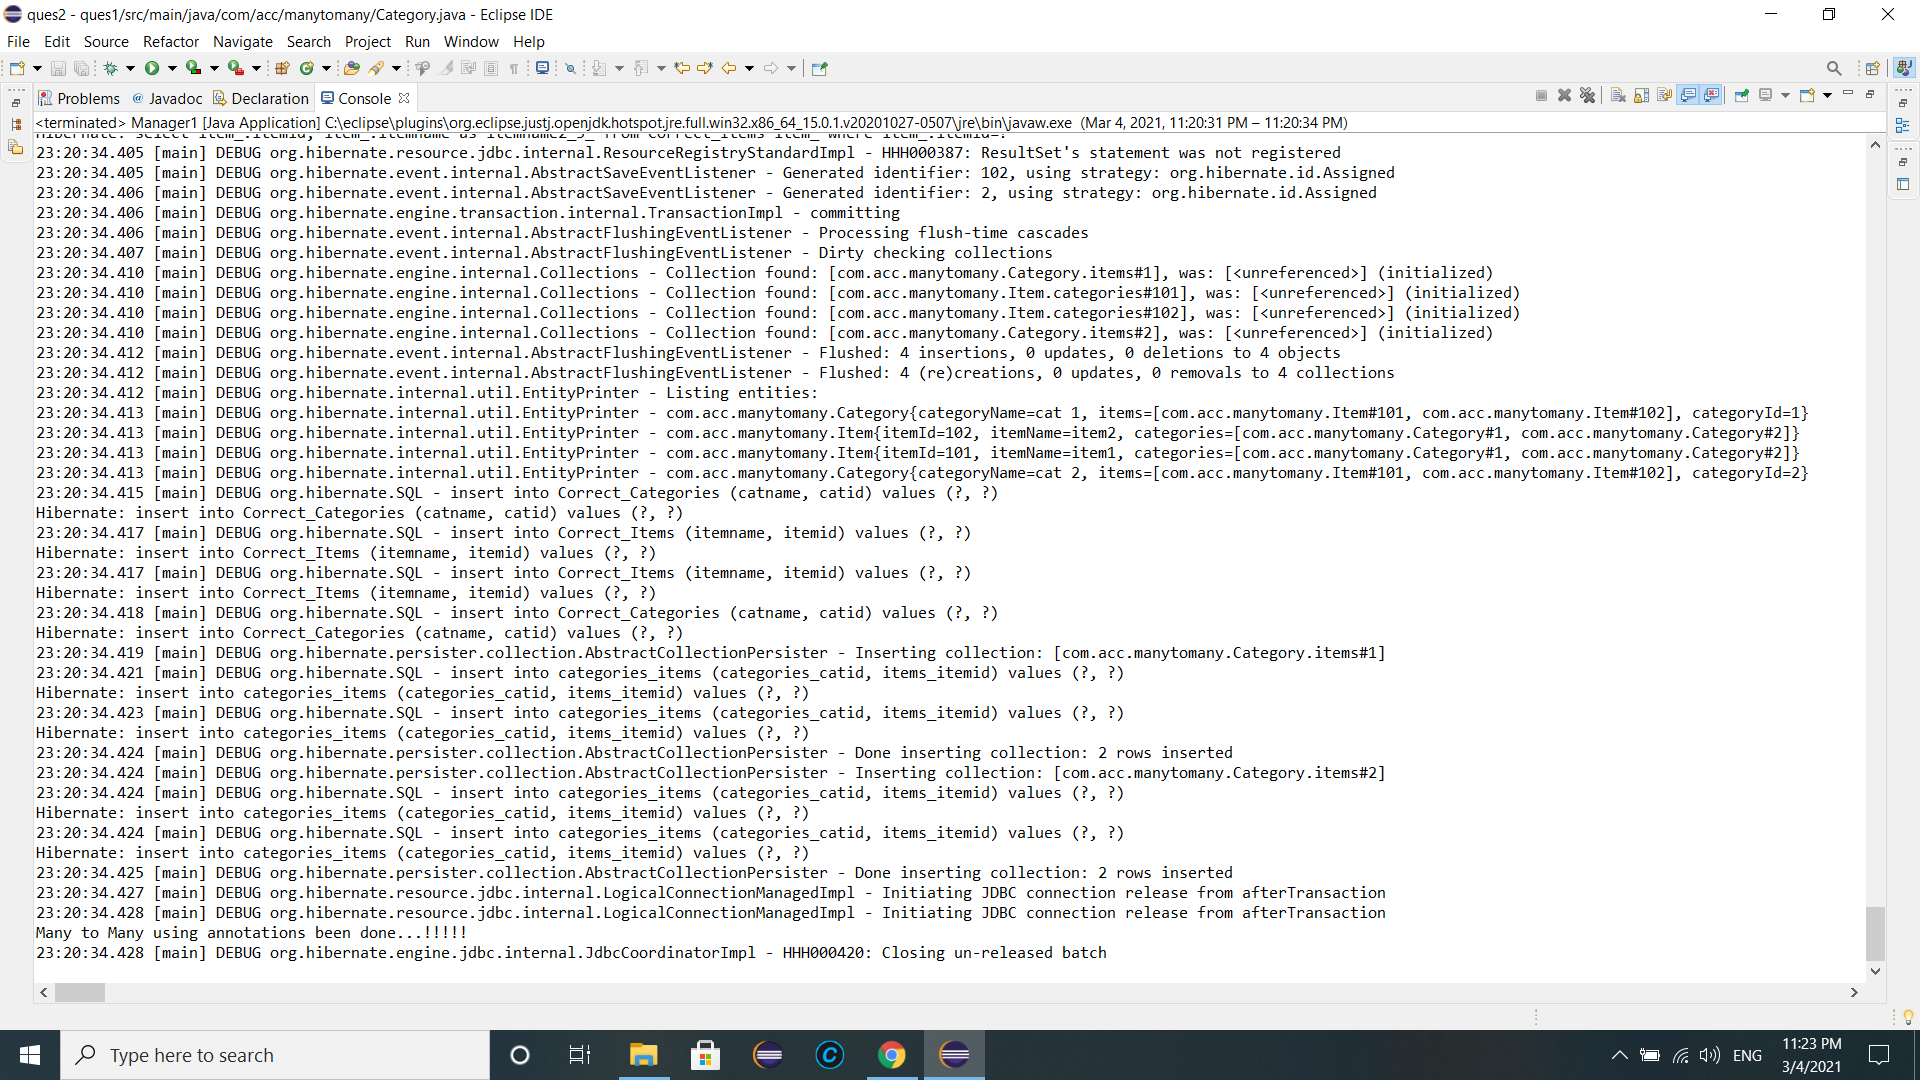 ques2 - ques1/src/main/java/com/acc/manytomany/Category.java - Eclipse IDE
File Edit Source Refactor Navigate Search Project Run Window Help
Problems Javadoc Declaration Console
<terminated> Manager1 [Java Application] C:\eclipse\plugins\org.eclipse.justj.openjdk.hotspot.jre.full.win32.x86_64_15.0.1.v20201027-0507\jre\bin\javaw.exe (Mar 4, 2021, 11:20:31 PM – 11:20:34 PM)
Hibernate: select item_.itemid, item_.itemname as itemname2_3_ from Correct_Items item_ where item_.itemid=?
23:20:34.405 [main] DEBUG org.hibernate.resource.jdbc.internal.ResourceRegistryStandardImpl - HHH000387: ResultSet's statement was not registered
23:20:34.405 [main] DEBUG org.hibernate.event.internal.AbstractSaveEventListener - Generated identifier: 102, using strategy: org.hibernate.id.Assigned
23:20:34.406 [main] DEBUG org.hibernate.event.internal.AbstractSaveEventListener - Generated identifier: 2, using strategy: org.hibernate.id.Assigned
23:20:34.406 [main] DEBUG org.hibernate.engine.transaction.internal.TransactionImpl - committing
23:20:34.406 [main] DEBUG org.hibernate.event.internal.AbstractFlushingEventListener - Processing flush-time cascades
23:20:34.407 [main] DEBUG org.hibernate.event.internal.AbstractFlushingEventListener - Dirty checking collections
23:20:34.410 [main] DEBUG org.hibernate.engine.internal.Collections - Collection found: [com.acc.manytomany.Category.items#1], was: [<unreferenced>] (initialized)
23:20:34.410 [main] DEBUG org.hibernate.engine.internal.Collections - Collection found: [com.acc.manytomany.Item.categories#101], was: [<unreferenced>] (initialized)
23:20:34.410 [main] DEBUG org.hibernate.engine.internal.Collections - Collection found: [com.acc.manytomany.Item.categories#102], was: [<unreferenced>] (initialized)
23:20:34.410 [main] DEBUG org.hibernate.engine.internal.Collections - Collection found: [com.acc.manytomany.Category.items#2], was: [<unreferenced>] (initialized)
23:20:34.412 [main] DEBUG org.hibernate.event.internal.AbstractFlushingEventListener - Flushed: 4 insertions, 0 updates, 0 deletions to 4 objects
23:20:34.412 [main] DEBUG org.hibernate.event.internal.AbstractFlushingEventListener - Flushed: 4 (re)creations, 0 updates, 0 removals to 4 collections
23:20:34.412 [main] DEBUG org.hibernate.internal.util.EntityPrinter - Listing entities:
23:20:34.413 [main] DEBUG org.hibernate.internal.util.EntityPrinter - com.acc.manytomany.Category{categoryName=cat 1, items=[com.acc.manytomany.Item#101, com.acc.manytomany.Item#102], categoryId=1}
23:20:34.413 [main] DEBUG org.hibernate.internal.util.EntityPrinter - com.acc.manytomany.Item{itemId=102, itemName=item2, categories=[com.acc.manytomany.Category#1, com.acc.manytomany.Category#2]}
23:20:34.413 [main] DEBUG org.hibernate.internal.util.EntityPrinter - com.acc.manytomany.Item{itemId=101, itemName=item1, categories=[com.acc.manytomany.Category#1, com.acc.manytomany.Category#2]}
23:20:34.413 [main] DEBUG org.hibernate.internal.util.EntityPrinter - com.acc.manytomany.Category{categoryName=cat 2, items=[com.acc.manytomany.Item#101, com.acc.manytomany.Item#102], categoryId=2}
23:20:34.415 [main] DEBUG org.hibernate.SQL - insert into Correct_Categories (catname, catid) values (?, ?)
Hibernate: insert into Correct_Categories (catname, catid) values (?, ?)
23:20:34.417 [main] DEBUG org.hibernate.SQL - insert into Correct_Items (itemname, itemid) values (?, ?)
Hibernate: insert into Correct_Items (itemname, itemid) values (?, ?)
23:20:34.417 [main] DEBUG org.hibernate.SQL - insert into Correct_Items (itemname, itemid) values (?, ?)
Hibernate: insert into Correct_Items (itemname, itemid) values (?, ?)
23:20:34.418 [main] DEBUG org.hibernate.SQL - insert into Correct_Categories (catname, catid) values (?, ?)
Hibernate: insert into Correct_Categories (catname, catid) values (?, ?)
23:20:34.419 [main] DEBUG org.hibernate.persister.collection.AbstractCollectionPersister - Inserting collection: [com.acc.manytomany.Category.items#1]
23:20:34.421 [main] DEBUG org.hibernate.SQL - insert into categories_items (categories_catid, items_itemid) values (?, ?)
Hibernate: insert into categories_items (categories_catid, items_itemid) values (?, ?)
23:20:34.423 [main] DEBUG org.hibernate.SQL - insert into categories_items (categories_catid, items_itemid) values (?, ?)
Hibernate: insert into categories_items (categories_catid, items_itemid) values (?, ?)
23:20:34.424 [main] DEBUG org.hibernate.persister.collection.AbstractCollectionPersister - Done inserting collection: 2 rows inserted
23:20:34.424 [main] DEBUG org.hibernate.persister.collection.AbstractCollectionPersister - Inserting collection: [com.acc.manytomany.Category.items#2]
23:20:34.424 [main] DEBUG org.hibernate.SQL - insert into categories_items (categories_catid, items_itemid) values (?, ?)
Hibernate: insert into categories_items (categories_catid, items_itemid) values (?, ?)
23:20:34.424 [main] DEBUG org.hibernate.SQL - insert into categories_items (categories_catid, items_itemid) values (?, ?)
Hibernate: insert into categories_items (categories_catid, items_itemid) values (?, ?)
23:20:34.425 [main] DEBUG org.hibernate.persister.collection.AbstractCollectionPersister - Done inserting collection: 2 rows inserted
23:20:34.427 [main] DEBUG org.hibernate.resource.jdbc.internal.LogicalConnectionManagedImpl - Initiating JDBC connection release from afterTransaction
23:20:34.428 [main] DEBUG org.hibernate.resource.jdbc.internal.LogicalConnectionManagedImpl - Initiating JDBC connection release from afterTransaction
Many to Many using annotations been done...!!!!!
23:20:34.428 [main] DEBUG org.hibernate.engine.jdbc.internal.JdbcCoordinatorImpl - HHH000420: Closing un-released batch
Type here to search
ENG
11:23 PM
3/4/2021